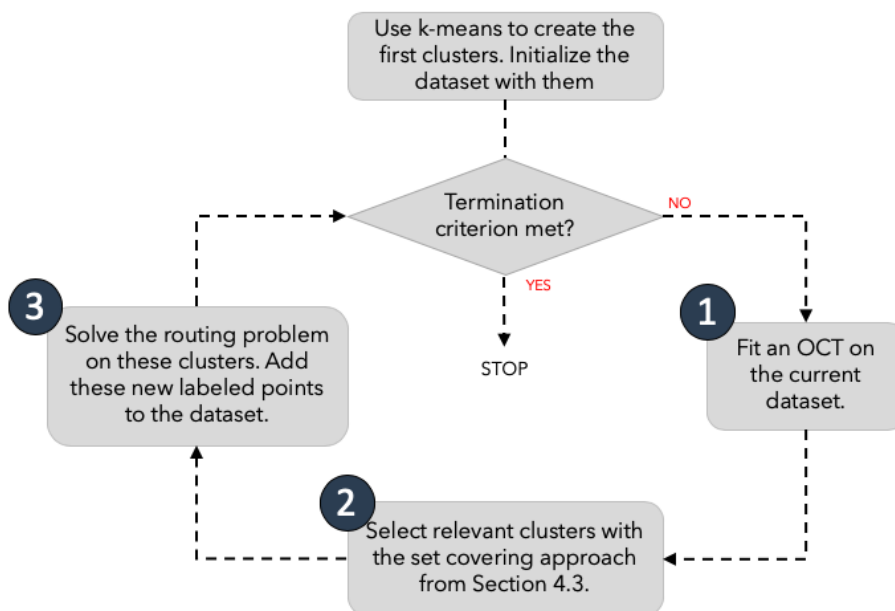 Use k-means to create the
first clusters. Initialize the
dataset with them
Termination
criterion met?
NO
YES
STOP
1
Fit an OCT on
the current
dataset.
2
Select relevant clusters with
the set covering approach
from Section 4.3.
3
Solve the routing problem
on these clusters. Add
these new labeled points
to the dataset.